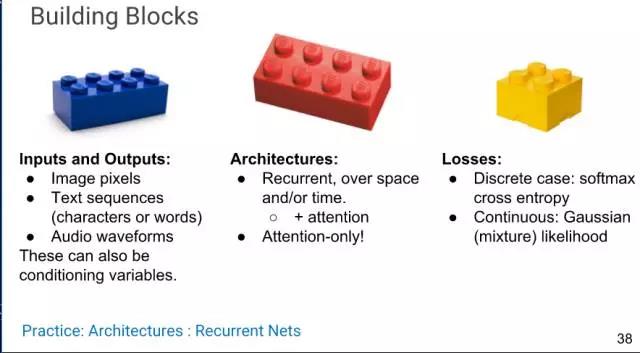 Building Blocks
Inputs and Outputs:
● Image pixels
● Text sequences
(characters or words)
● Audio waveforms
These can also be
conditioning variables.
Architectures:
● Recurrent, over space
and/or time.
○ + attention
● Attention-only!
Losses:
● Discrete case: softmax
cross entropy
● Continuous: Gaussian
(mixture) likelihood
Practice: Architectures : Recurrent Nets
38